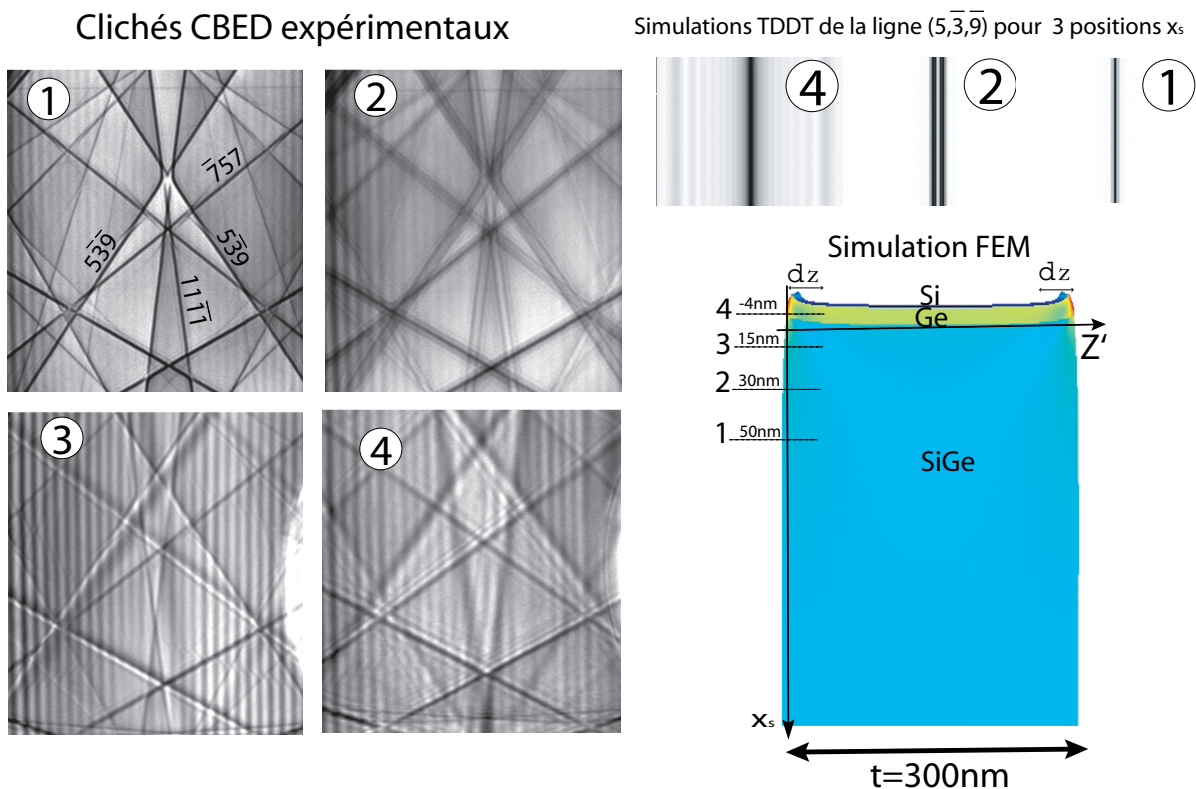 Clichés CBED expérimentaux
Simulations TDDT de la ligne (5,3̅,9̅) pour 3 positions xₛ
1
2
4
2
1
7̅57
53̅9̅
53̅9
111̅1̅
3
4
Simulation FEM
dz
dz
Si
Ge
4 -4nm
Z'
3 15nm
2 30nm
1 50nm
SiGe
xₛ
t=300nm